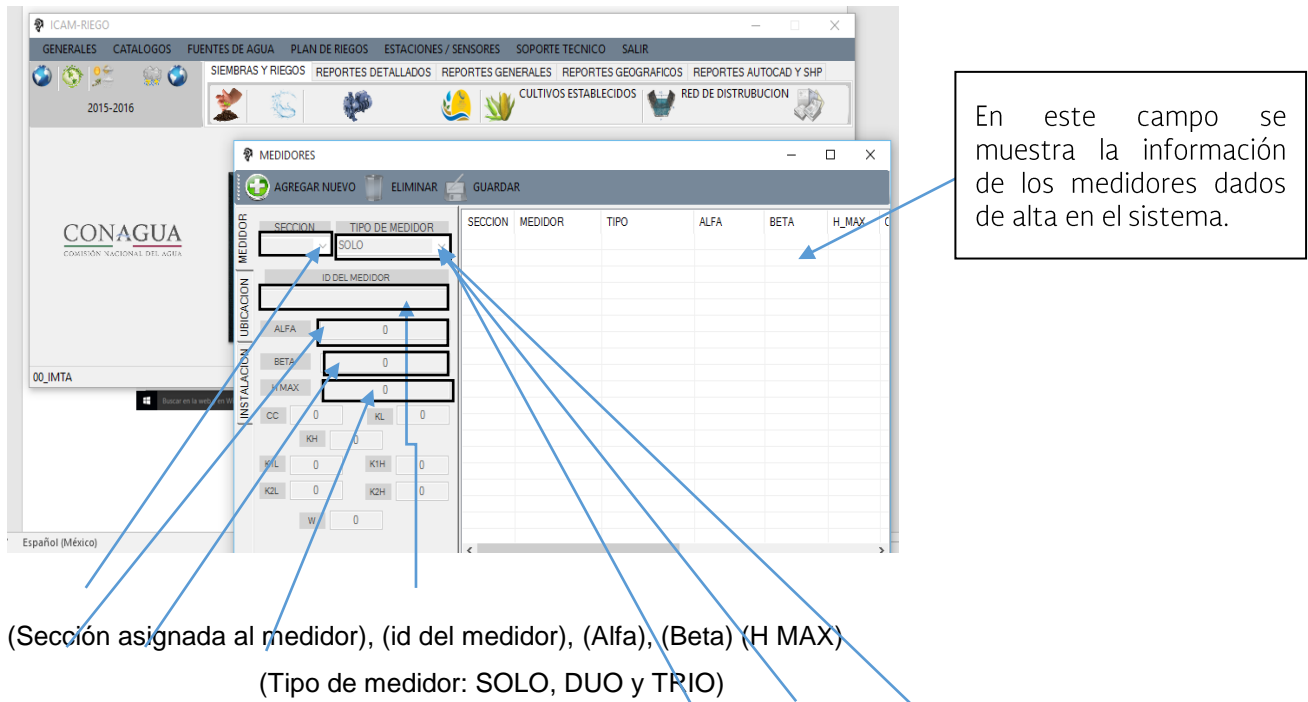 ICAM-RIEGO
GENERALES CATALOGOS FUENTES DE AGUA PLAN DE RIEGOS ESTACIONES / SENSORES SOPORTE TECNICO SALIR
SIEMBRAS Y RIEGOS REPORTES DETALLADOS REPORTES GENERALES REPORTES GEOGRAFICOS REPORTES AUTOCAD Y SHP
2015-2016
CULTIVOS ESTABLECIDOS RED DE DISTRUBUCION
MEDIDORES
AGREGAR NUEVO ELIMINAR GUARDAR
MEDIDOR
UBICACION
INSTALACION
SECCION TIPO DE MEDIDOR
SOLO
ID DEL MEDIDOR
ALFA 0
BETA 0
H MAX 0
CC 0 KL 0
KH 0
K1L 0 K1H 0
K2L 0 K2H 0
W 0
SECCION MEDIDOR TIPO ALFA BETA H_MAX
CONAGUA
COMISIÓN NACIONAL DEL AGUA
00_IMTA
Buscar en la web y en W
Español (México)
En este campo se
muestra la información
de los medidores dados
de alta en el sistema.
(Sección asignada al medidor), (id del medidor), (Alfa), (Beta) (H MAX)
(Tipo de medidor: SOLO, DUO y TRIO)